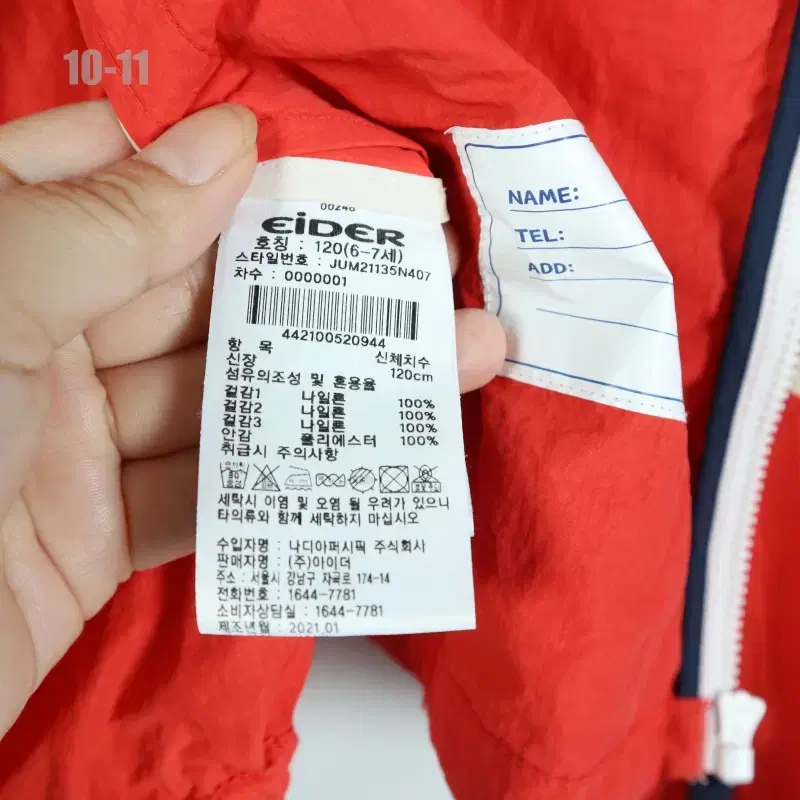 10-11
00246
EiDER
호칭 : 120(6-7세)
스타일번호 : JUM21135N407
차수 : 0000001
442100520944
항 목 신체치수
신장 120cm
섬유의조성 및 혼용율
겉감1 나일론 100%
겉감2 나일론 100%
겉감3 나일론 100%
안감 폴리에스터 100%
취급시 주의사항
세탁시 이염 및 오염 될 우려가 있으니
타의류와 함께 세탁하지 마십시오
수입자명 : 나디아퍼시픽 주식회사
판매자명 : (주)아이더
주소 : 서울시 강남구 자곡로 174-14
전화번호 : 1644-7781
소비자상담실 : 1644-7781
제조년월 : 2021.01
NAME:
TEL:
ADD: